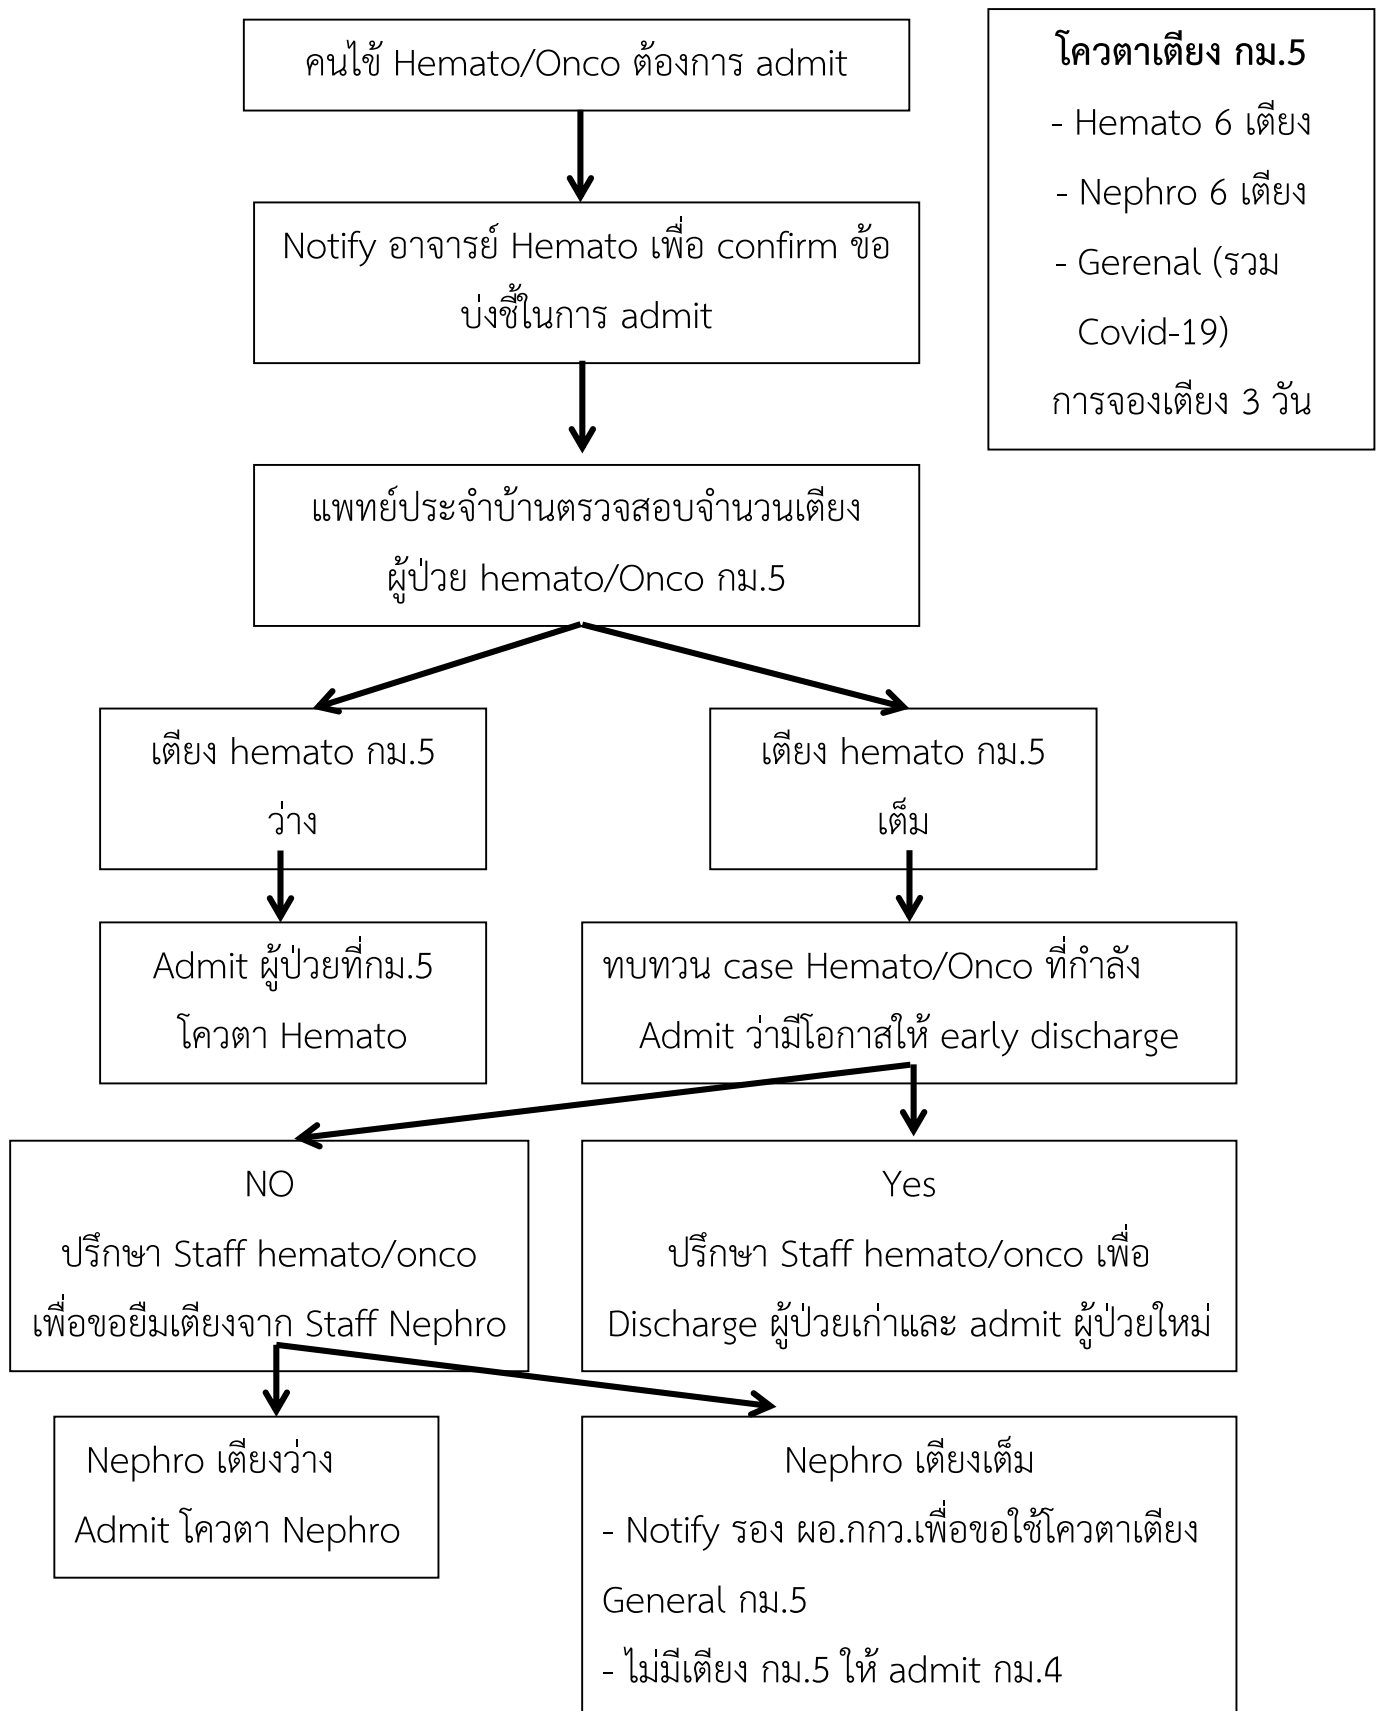 คนไข้ Hemato/Onco ต้องการ admit
โควตาเตียง กม.5
- Hemato 6 เตียง
- Nephro 6 เตียง
- Gerenal (รวม
Covid-19)
การจองเตียง 3 วัน
Notify อาจารย์ Hemato เพื่อ confirm ข้อ
บ่งชี้ในการ admit
แพทย์ประจำบ้านตรวจสอบจำนวนเตียง
ผู้ป่วย hemato/Onco กม.5
เตียง hemato กม.5
ว่าง
เตียง hemato กม.5
เต็ม
Admit ผู้ป่วยที่กม.5
โควตา Hemato
ทบทวน case Hemato/Onco ที่กำลัง
Admit ว่ามีโอกาสให้ early discharge
NO
ปรึกษา Staff hemato/onco
เพื่อขอยืมเตียงจาก Staff Nephro
Yes
ปรึกษา Staff hemato/onco เพื่อ
Discharge ผู้ป่วยเก่าและ admit ผู้ป่วยใหม่
Nephro เตียงว่าง
Admit โควตา Nephro
Nephro เตียงเต็ม
- Notify รอง ผอ.กกว.เพื่อขอใช้โควตาเตียง
General กม.5
- ไม่มีเตียง กม.5 ให้ admit กม.4